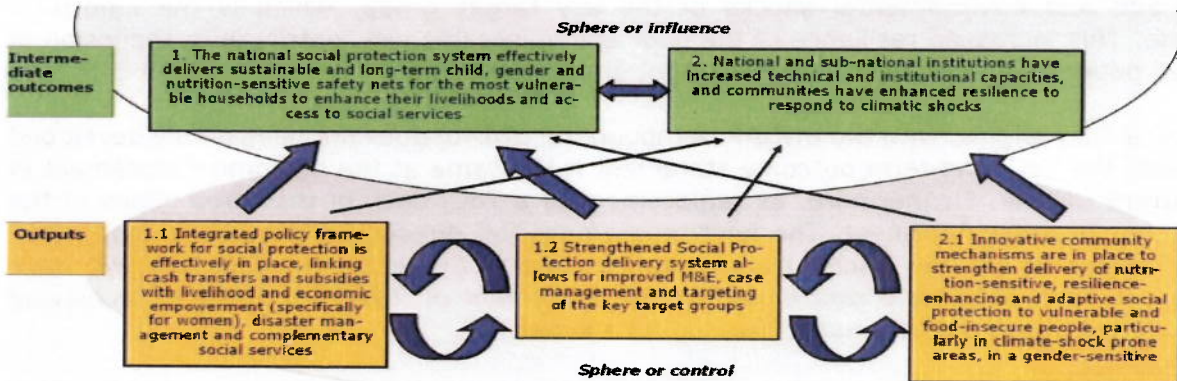 Sphere or influence
Interme-
diate
outcomes
1. The national social protection system effectively
delivers sustainable and long-term child, gender and
nutrition-sensitive safety nets for the most vulne-
rable households to enhance their livelihoods and ac-
cess to social services
2. National and sub-national institutions have
increased technical and institutional capacities,
and communities have enhanced resilience to
respond to climatic shocks
Outputs
1.1 Integrated policy frame-
work for social protection is
effectively in place, linking
cash transfers and subsidies
with livelihood and economic
empowerment (specifically
for women), disaster man-
agement and complementary
social services
1.2 Strengthened Social Pro-
tection delivery system al-
lows for improved M&E, case
management and targeting
of the key target groups
2.1 Innovative community
mechanisms are in place to
strengthen delivery of nutri-
tion-sensitive, resilience-
enhancing and adaptive social
protection to vulnerable and
food-insecure people, particu-
larly in climate-shock prone
areas, in a gender-sensitive
Sphere or control